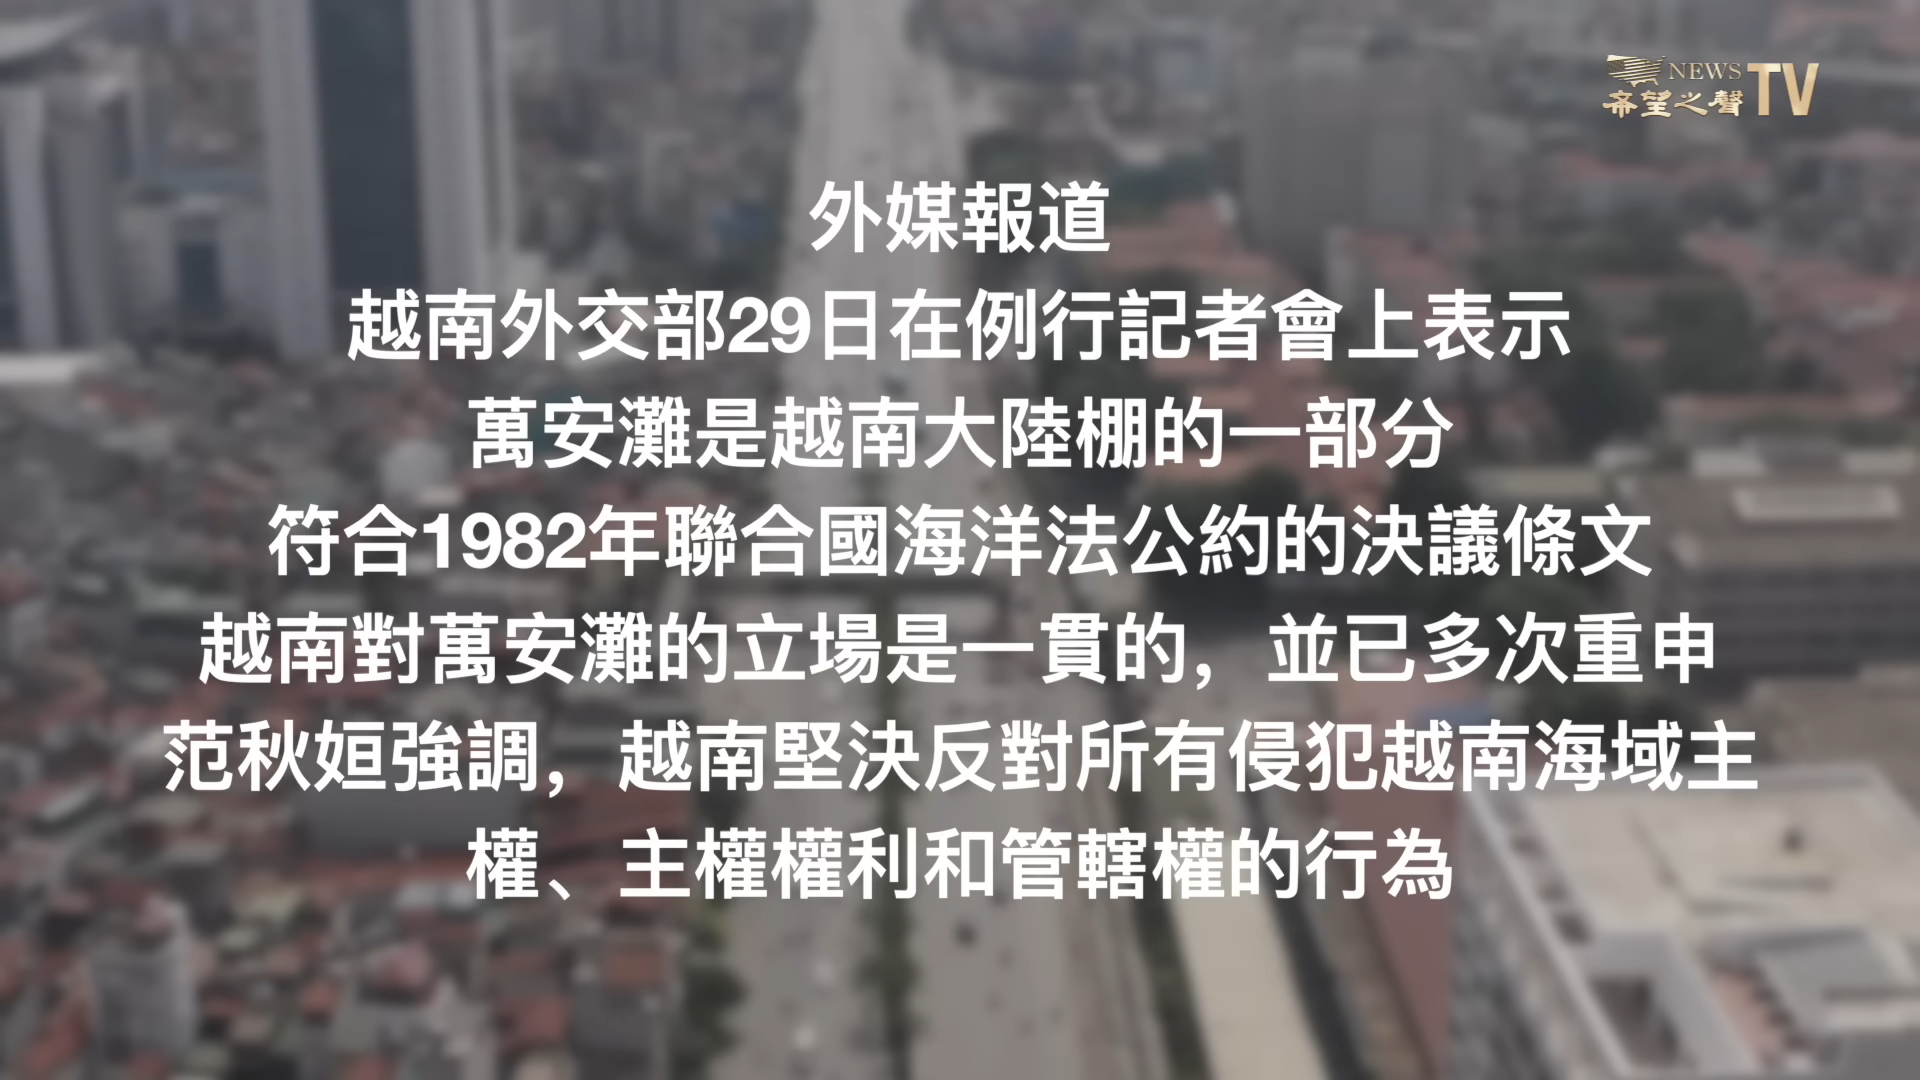 NEWS
希望之聲TV
外媒報道
越南外交部29日在例行記者會上表示
萬安灘是越南大陸棚的一部分
符合1982年聯合國海洋法公約的決議條文
越南對萬安灘的立場是一貫的，並已多次重申
范秋姮強調，越南堅決反對所有侵犯越南海域主
權、主權權利和管轄權的行為